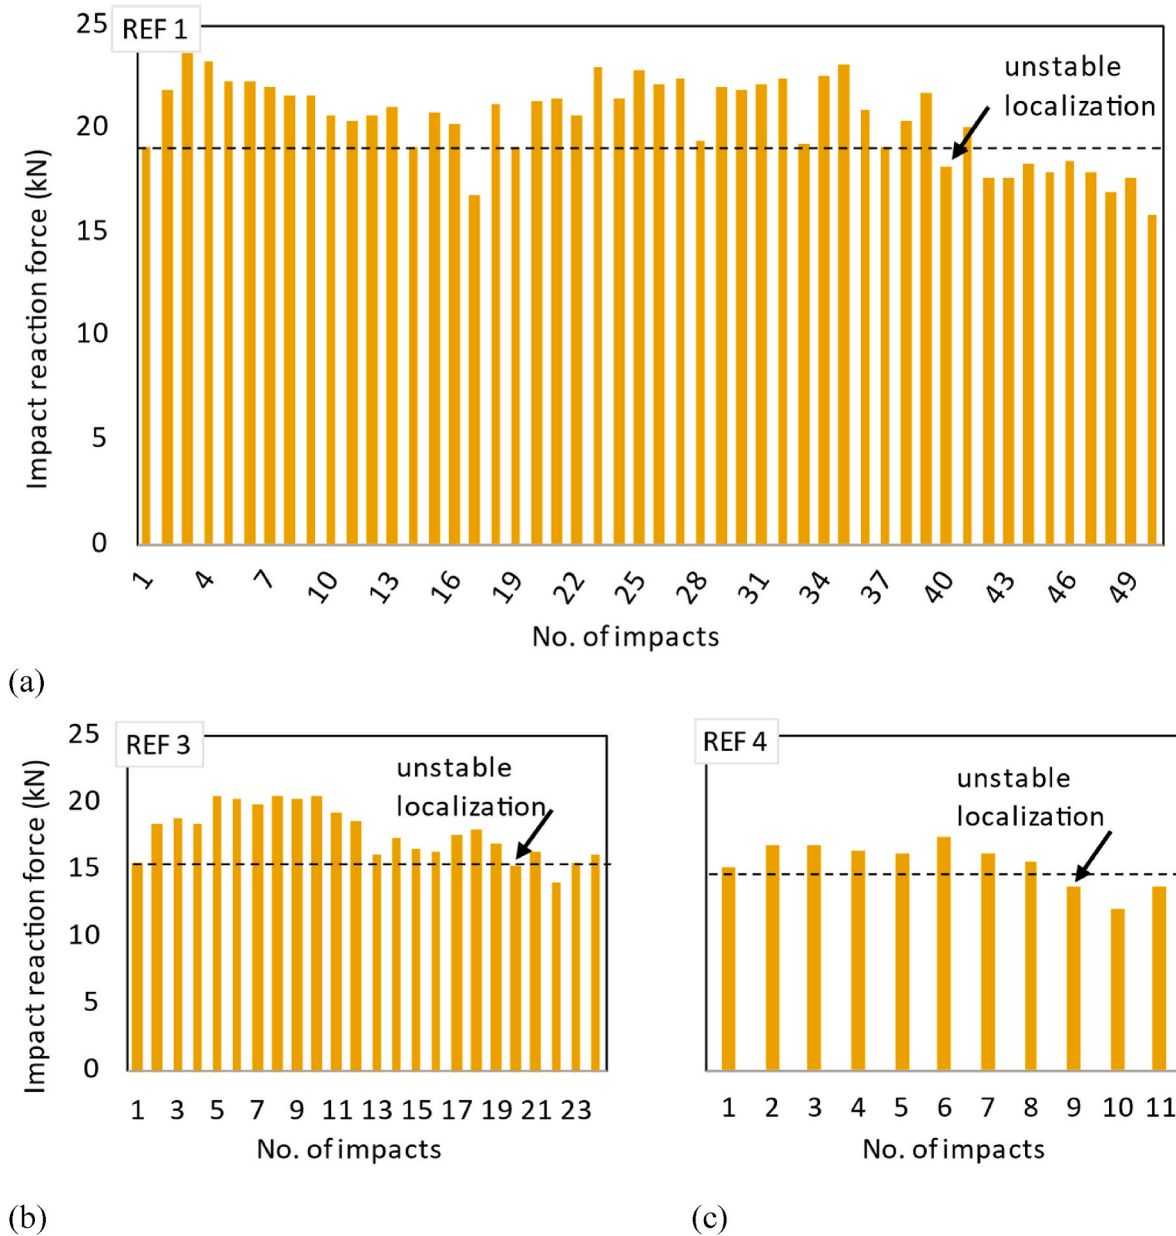 REF 1
unstable
localization
Impact reaction force (kN)
25
20
15
10
5
0
1 4 7 10 13 16 19 22 25 28 31 34 37 40 43 46 49
No. of impacts
(a)
REF 3
unstable
localization
Impact reaction force (kN)
25
20
15
10
5
0
1 3 5 7 9 11 13 15 17 19 21 23
No. of impacts
(b)
REF 4
unstable
localization
1 2 3 4 5 6 7 8 9 10 11
No. of impacts
(c)